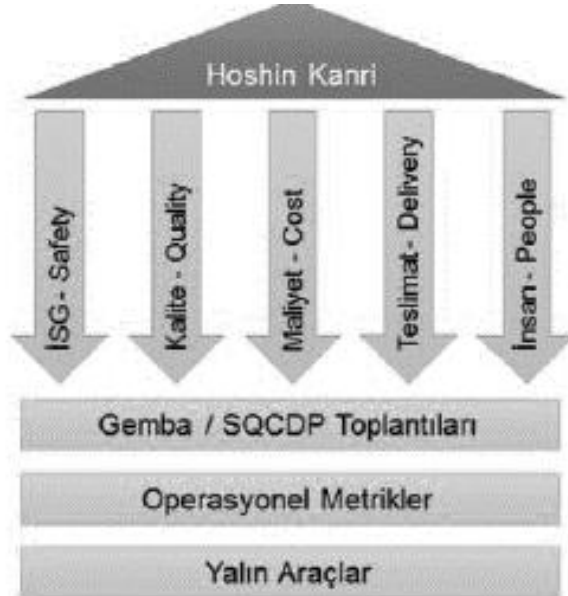 Hoshin Kanri
İSG - Safety
Kalite - Quality
Maliyet - Cost
Teslimat - Delivery
İnsan - People
Gemba / SQCDP Toplantıları
Operasyonel Metrikler
Yalın Araçlar